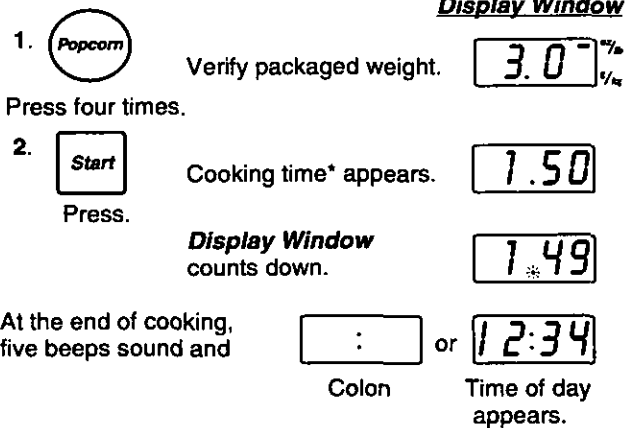 Display Window
1. Popcorn Verify packaged weight. 3.0 oz/lb
g/kg
Press four times.
2. Start Cooking time* appears. 1.50
Press.
Display Window
counts down. 1.49
At the end of cooking,
five beeps sound and : or 12:34
Colon Time of day
appears.